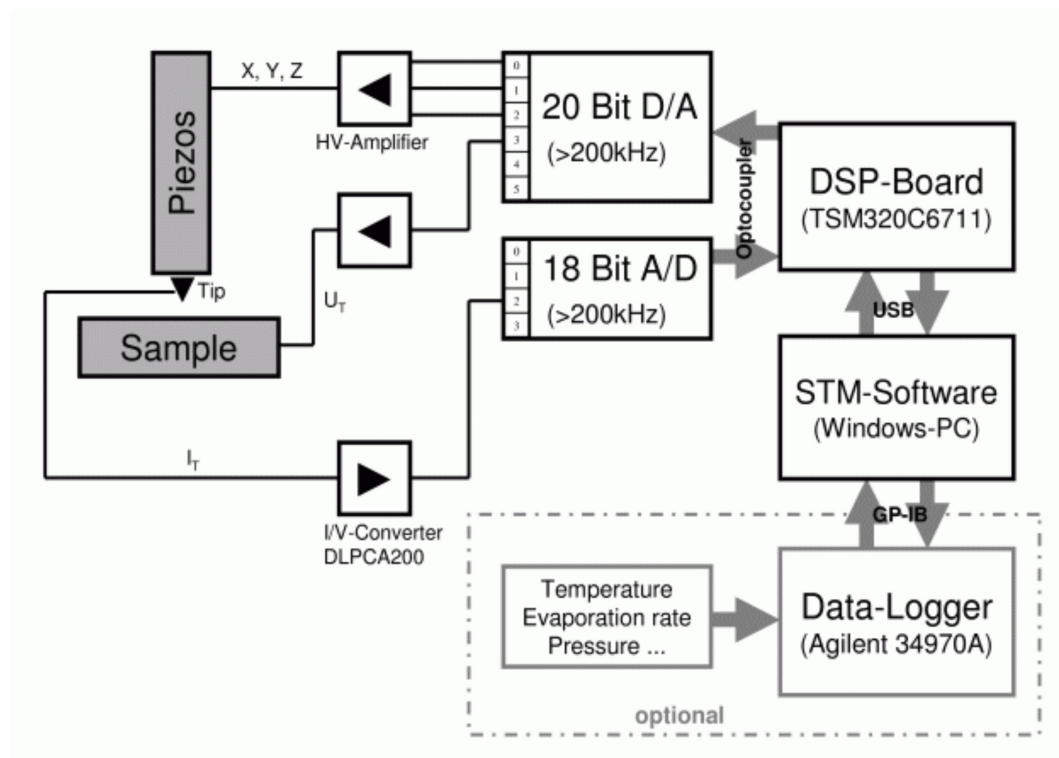 X, Y, Z
Piezos
HV-Amplifier
0
1
2
3
4
5
20 Bit D/A
(>200kHz)
Optocoupler
DSP-Board
(TSM320C6711)
0
1
2
3
18 Bit A/D
(>200kHz)
Tip
UT
Sample
USB
STM-Software
(Windows-PC)
IT
I/V-Converter
DLPCA200
GP-IB
Temperature
Evaporation rate
Pressure ...
Data-Logger
(Agilent 34970A)
optional